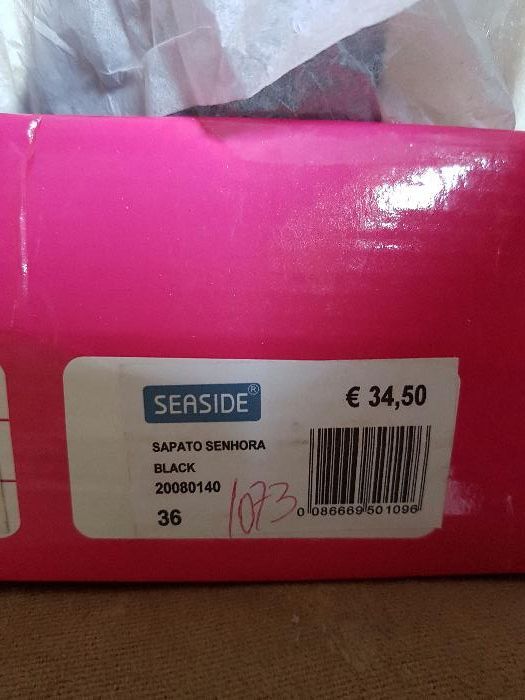 SEASIDE®
€ 34,50
SAPATO SENHORA
BLACK
20080140
36
1073
0 086669 501096